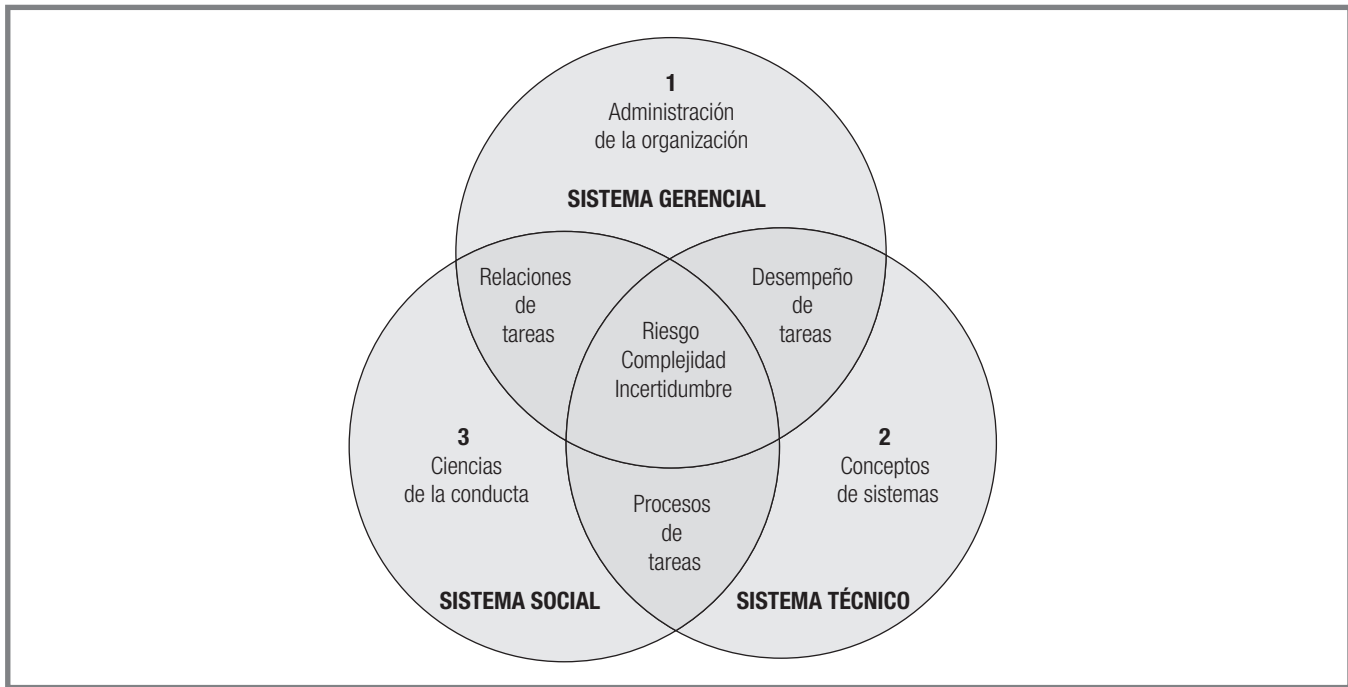 1
Administración
de la organización
SISTEMA GERENCIAL
Relaciones
de
tareas
Desempeño
de
tareas
Riesgo
Complejidad
Incertidumbre
3
Ciencias
de la conducta
2
Conceptos
de sistemas
Procesos
de
tareas
SISTEMA SOCIAL
SISTEMA TÉCNICO